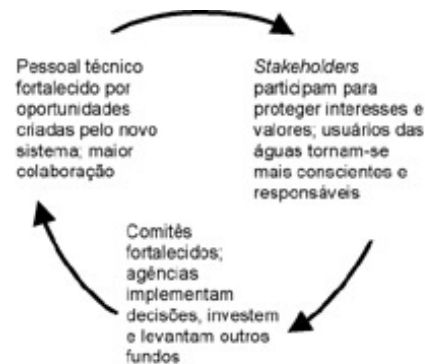 Pessoal técnico
fortalecido por
oportunidades
criadas pelo novo
sistema; maior
colaboração
Stakeholders
participam para
proteger interesses e
valores; usuários das
águas tornam-se
mais conscientes e
responsáveis
Comitês
fortalecidos;
agências
implementam
decisões, investem
e levantam outros
fundos